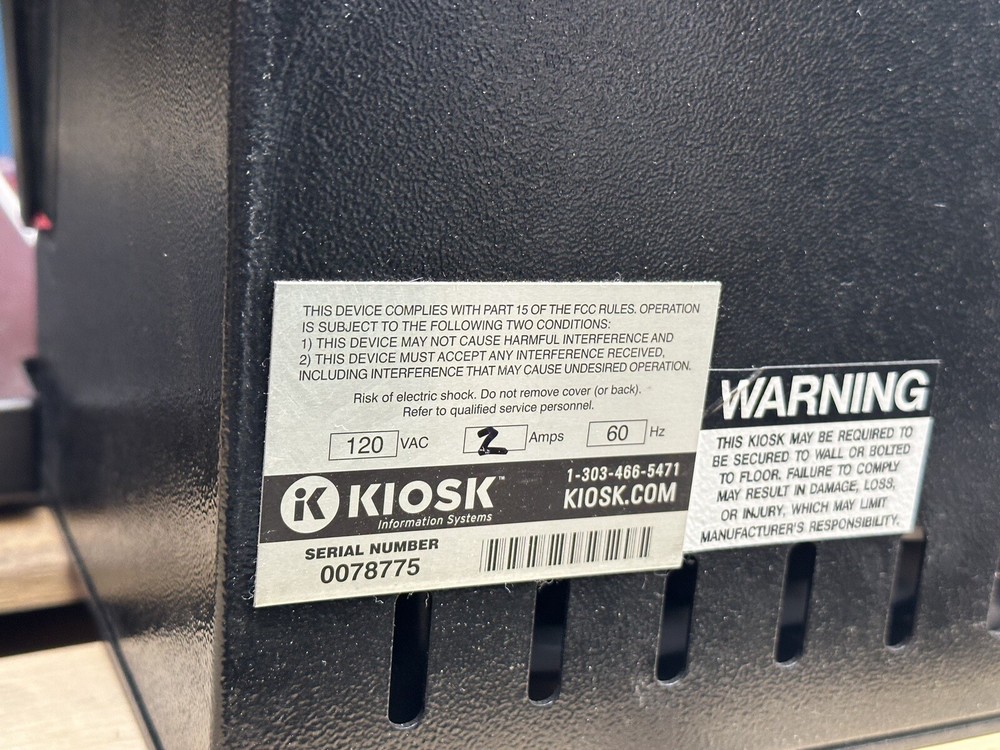 THIS DEVICE COMPLIES WITH PART 15 OF THE FCC RULES. OPERATION
IS SUBJECT TO THE FOLLOWING TWO CONDITIONS:
1) THIS DEVICE MAY NOT CAUSE HARMFUL INTERFERENCE AND
2) THIS DEVICE MUST ACCEPT ANY INTERFERENCE RECEIVED,
INCLUDING INTERFERENCE THAT MAY CAUSE UNDESIRED OPERATION.
Risk of electric shock. Do not remove cover (or back).
Refer to qualified service personnel.
120 VAC 2 Amps 60 Hz
iK KIOSK™
Information Systems
1-303-466-5471
KIOSK.COM
SERIAL NUMBER
0078775
WARNING
THIS KIOSK MAY BE REQUIRED TO
BE SECURED TO WALL OR BOLTED
TO FLOOR. FAILURE TO COMPLY
MAY RESULT IN DAMAGE, LOSS,
OR INJURY, WHICH MAY LIMIT
MANUFACTURER'S RESPONSIBILITY.